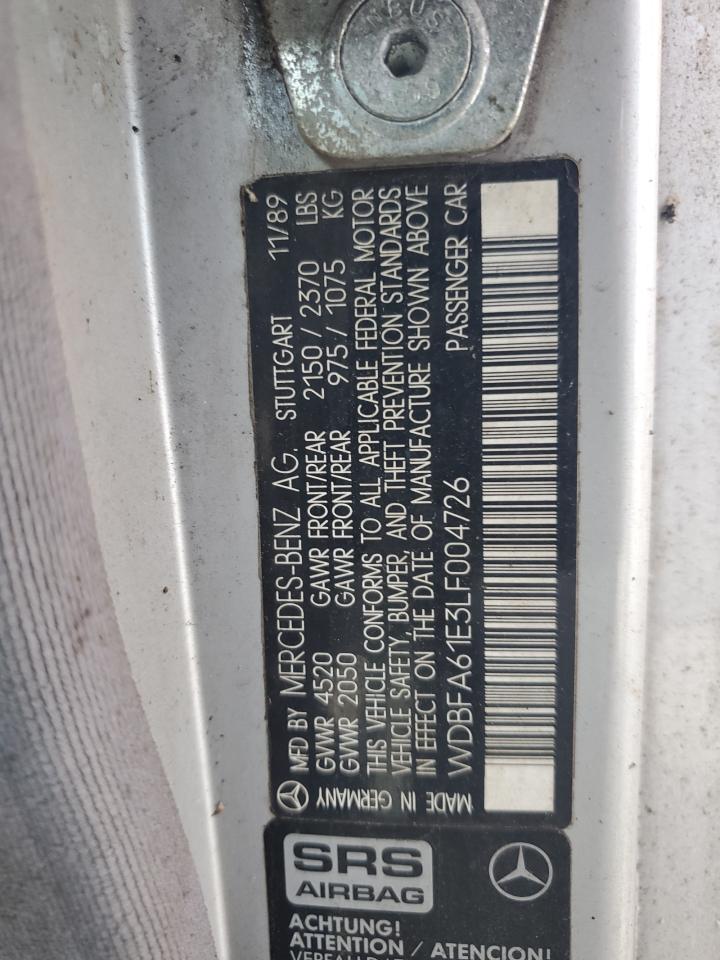 MFD BY MERCEDES-BENZ AG. STUTTGART 11/89
GVWR 4520 GAWR FRONT/REAR 2150 / 2370 LBS
GVWR 2050 GAWR FRONT/REAR 975 / 1075 KG
THIS VEHICLE CONFORMS TO ALL APPLICABLE FEDERAL MOTOR
VEHICLE SAFETY, BUMPER, AND THEFT PREVENTION STANDARDS
IN EFFECT ON THE DATE OF MANUFACTURE SHOWN ABOVE
WDBFA61E3LF004726 PASSENGER CAR
MADE IN GERMANY
SRS
AIRBAG
ACHTUNG!
ATTENTION / ATENCION!